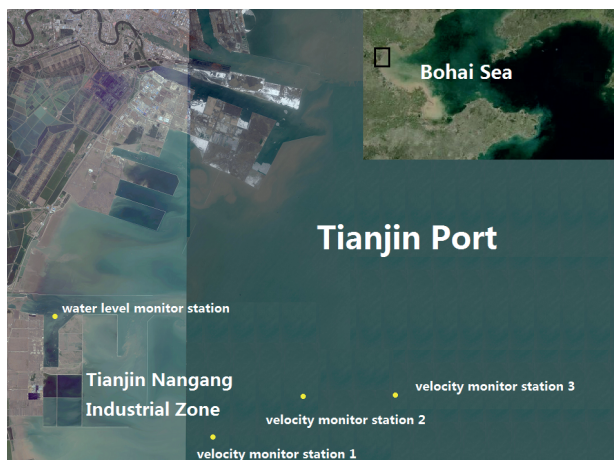 Bohai Sea
Tianjin Port
water level monitor station
Tianjin Nangang
Industrial Zone
velocity monitor station 3
velocity monitor station 2
velocity monitor station 1